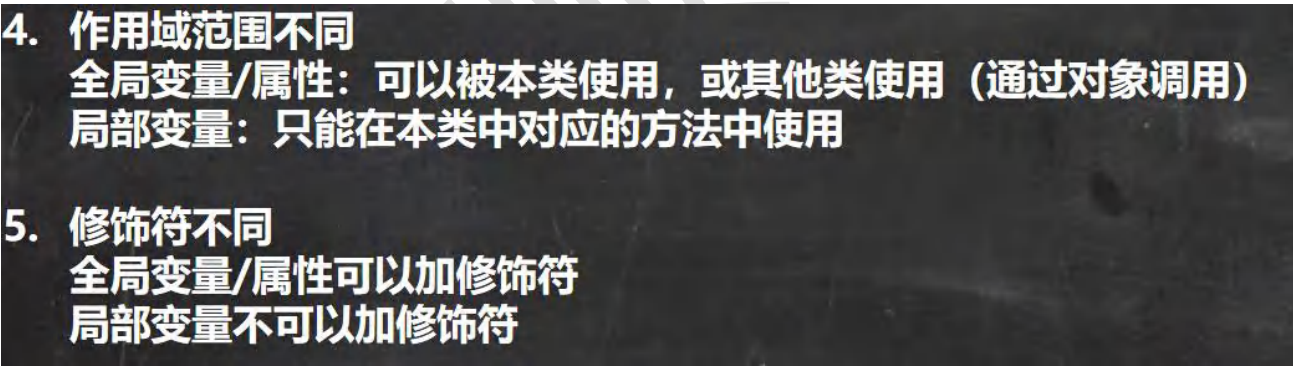 4. 作用域范围不同
全局变量/属性：可以被本类使用，或其他类使用（通过对象调用）
局部变量：只能在本类中对应的方法中使用
5. 修饰符不同
全局变量/属性可以加修饰符
局部变量不可以加修饰符